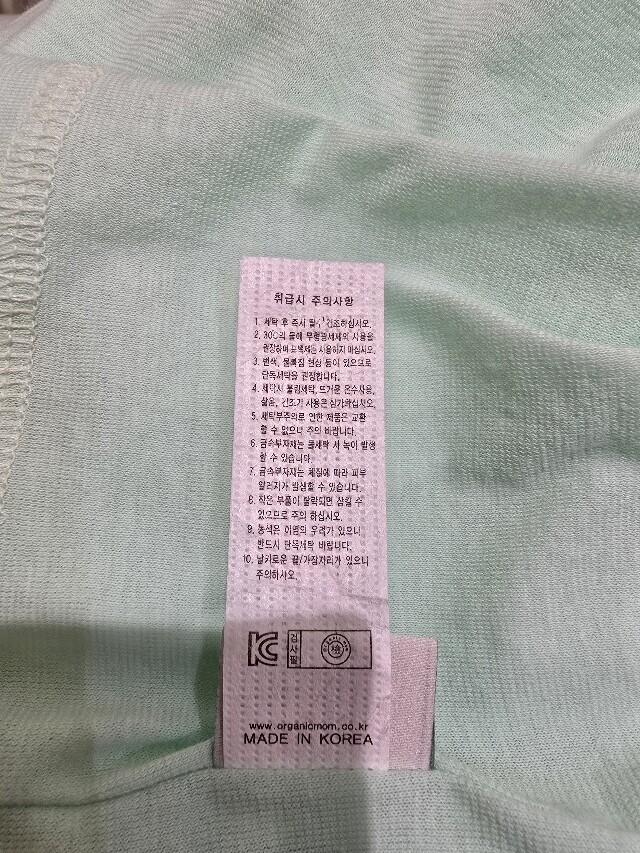 취급시 주의사항
1. 세탁 후 즉시 탈수 건조하십시오.
2. 30℃의 물에 무형광세제의 사용을
권장하며 표백제는 사용하지 마십시오.
3. 변색, 물빠짐 현상 등이 있으므로
단독세탁을 권장합니다.
4. 세탁시 불림세탁, 뜨거운 온수사용,
삶음, 건조기 사용은 삼가하십시오.
5. 세탁부주의로 인한 제품은 교환
할 수 없으니 주의 바랍니다.
6. 금속부자재는 물세탁 시 녹이 발생
할 수 있습니다.
7. 금속부자재는 체질에 따라 피부
알러지가 발생할 수 있습니다.
8. 작은 부품이 탈락되면 삼킬 수
있으므로 주의 하십시오.
9. 농색은 이염의 우려가 있으니
반드시 단독세탁 바랍니다.
10. 날카로운 끝/가장자리가 있으니
주의하시오.
KC 검사필
www.organicmom.co.kr
MADE IN KOREA